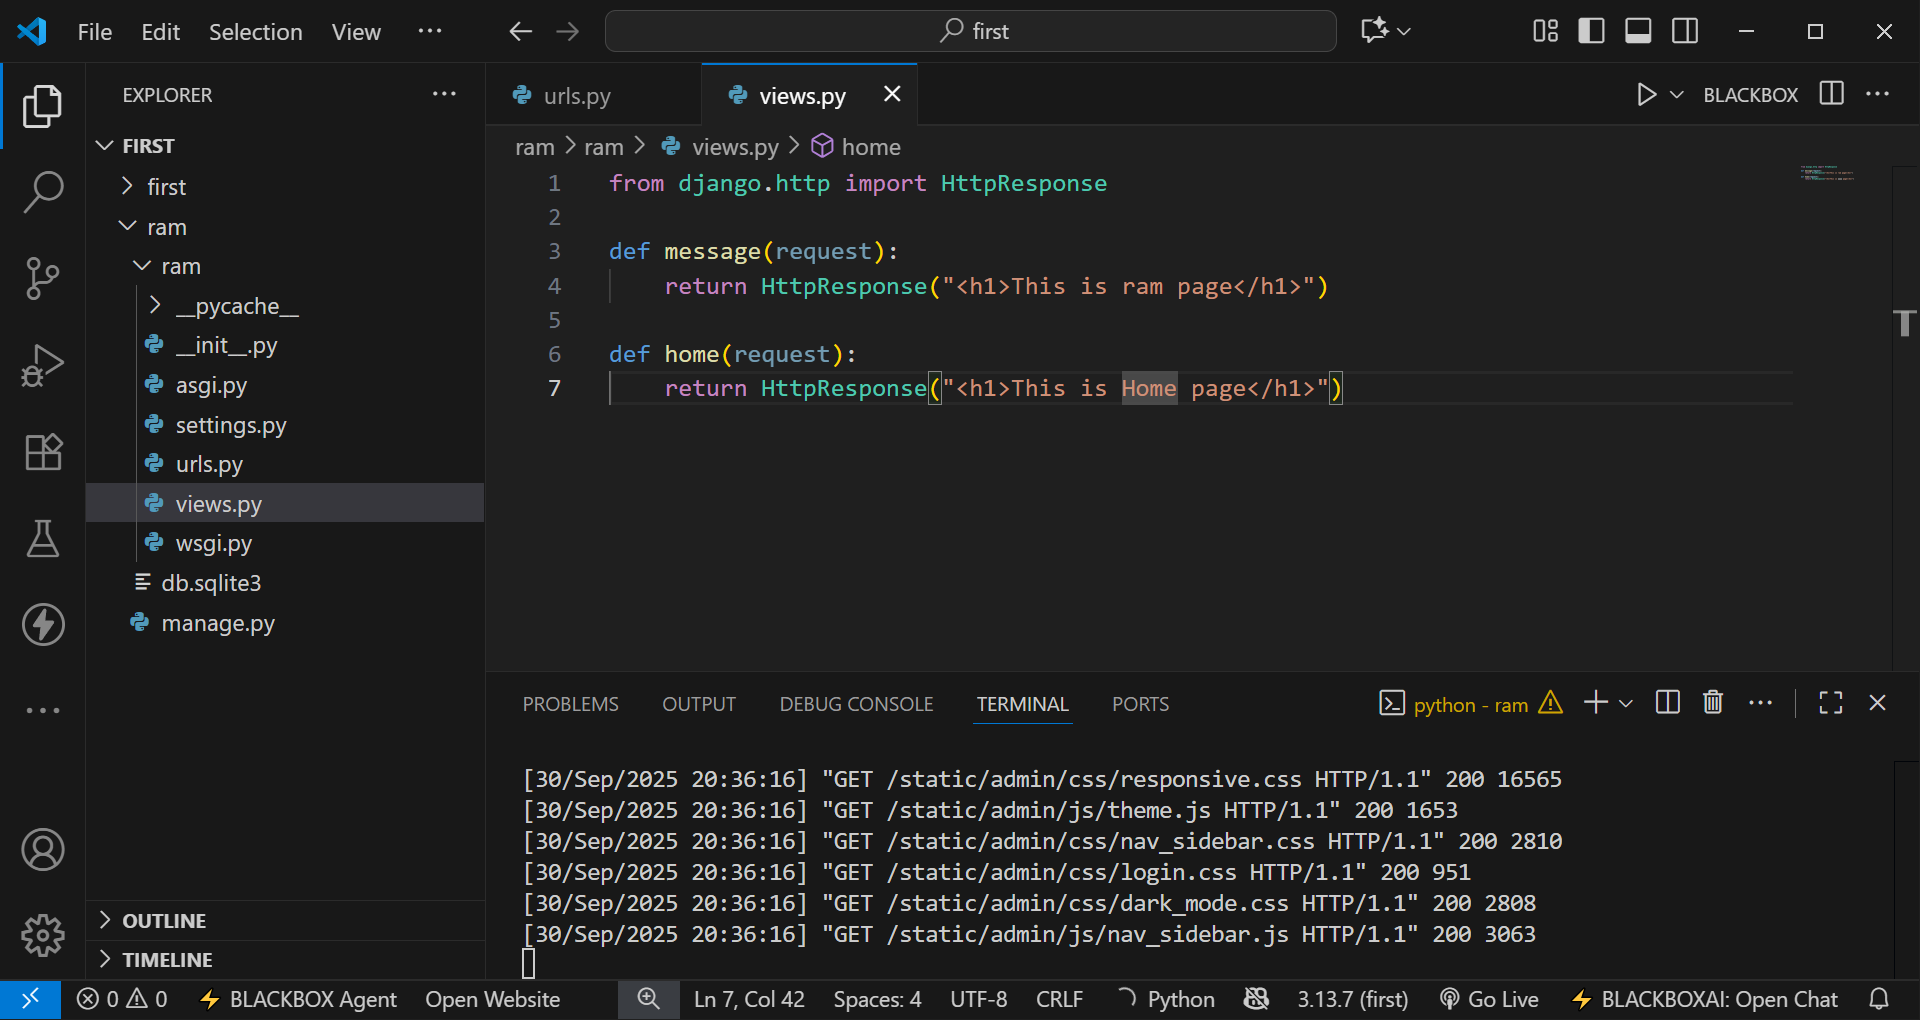 File Edit Selection View ··· first
EXPLORER ···
FIRST
first
ram
ram
__pycache__
__init__.py
asgi.py
settings.py
urls.py
views.py
wsgi.py
db.sqlite3
manage.py
OUTLINE
TIMELINE
urls.py views.py BLACKBOX ···
ram > ram > views.py > home
1 from django.http import HttpResponse
2
3 def message(request):
4     return HttpResponse("<h1>This is ram page</h1>")
5
6 def home(request):
7     return HttpResponse("<h1>This is Home page</h1>")
PROBLEMS OUTPUT DEBUG CONSOLE TERMINAL PORTS python - ram
[30/Sep/2025 20:36:16] "GET /static/admin/css/responsive.css HTTP/1.1" 200 16565
[30/Sep/2025 20:36:16] "GET /static/admin/js/theme.js HTTP/1.1" 200 1653
[30/Sep/2025 20:36:16] "GET /static/admin/css/nav_sidebar.css HTTP/1.1" 200 2810
[30/Sep/2025 20:36:16] "GET /static/admin/css/login.css HTTP/1.1" 200 951
[30/Sep/2025 20:36:16] "GET /static/admin/css/dark_mode.css HTTP/1.1" 200 2808
[30/Sep/2025 20:36:16] "GET /static/admin/js/nav_sidebar.js HTTP/1.1" 200 3063
0 0 BLACKBOX Agent Open Website Ln 7, Col 42 Spaces: 4 UTF-8 CRLF Python 3.13.7 (first) Go Live BLACKBOXAI: Open Chat